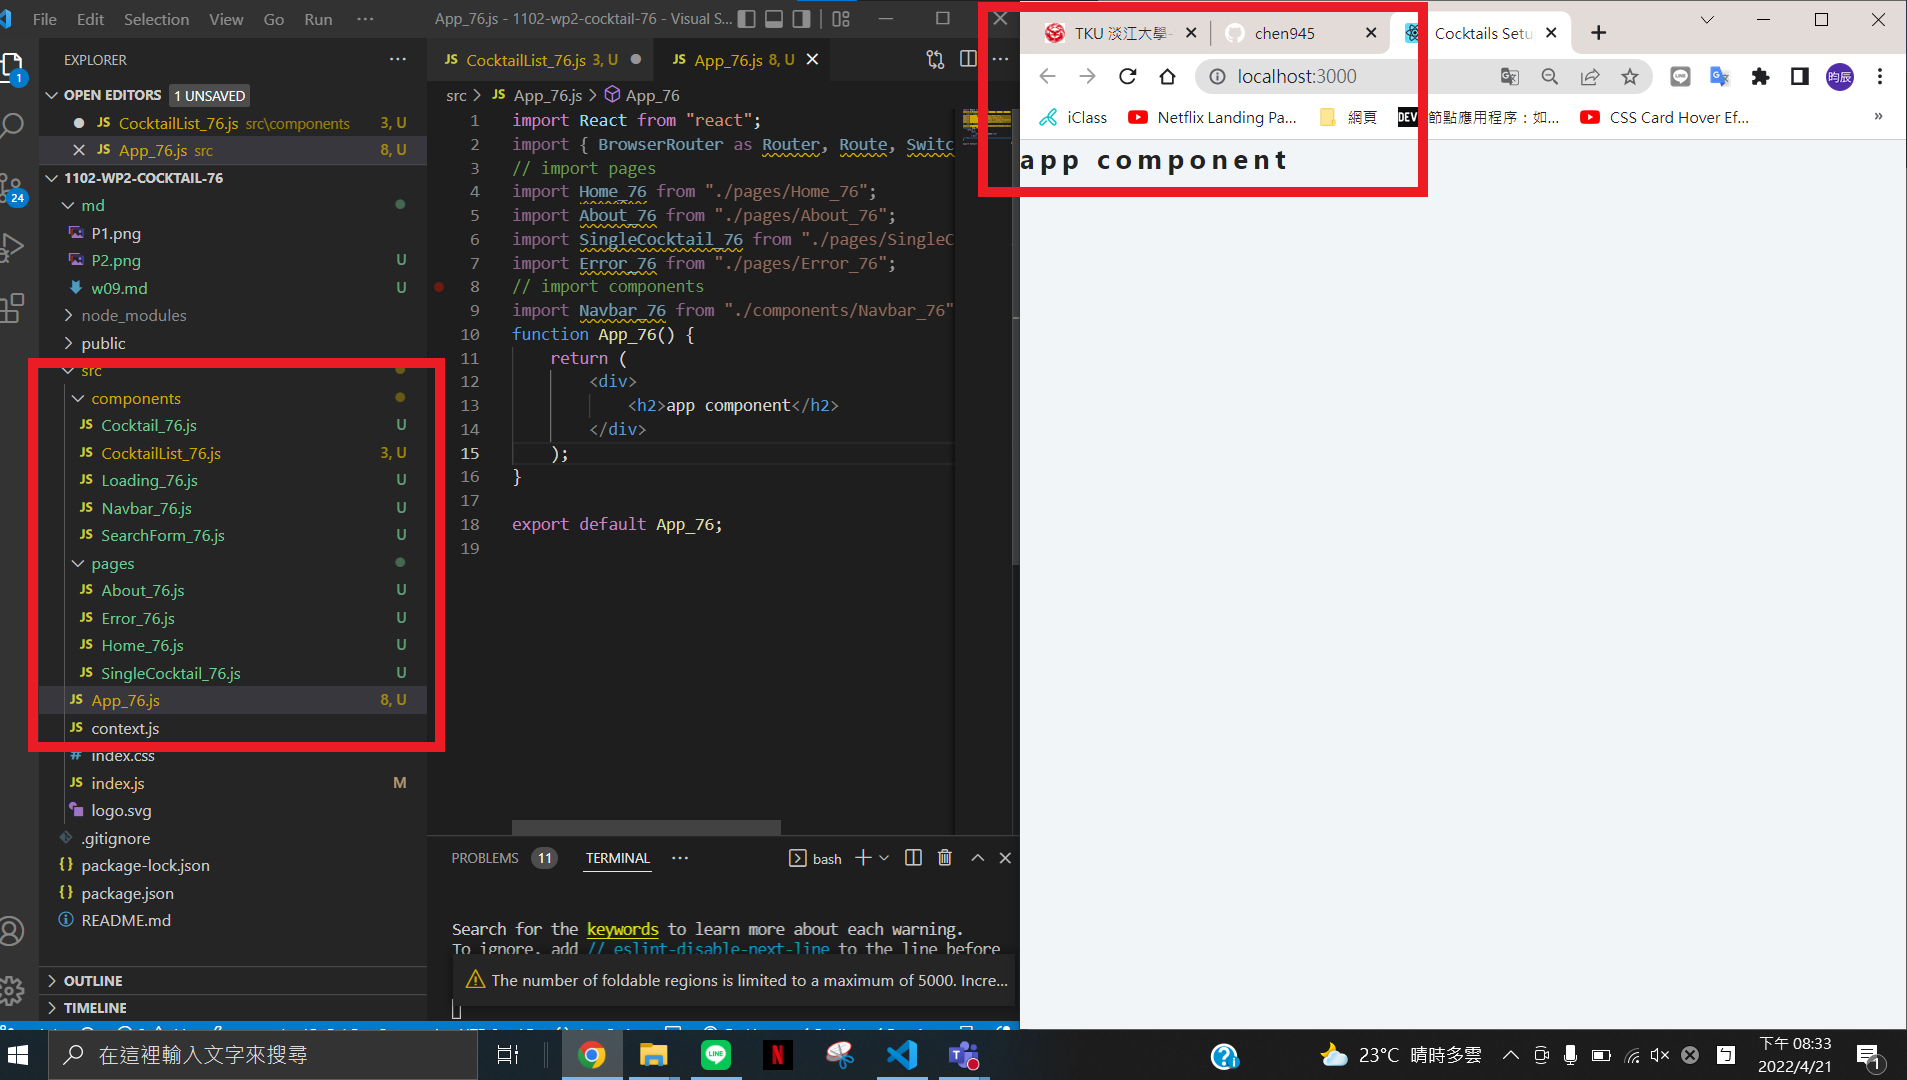 File Edit Selection View Go Run ···
App_76.js - 1102-wp2-cocktail-76 - Visual S...
EXPLORER
OPEN EDITORS 1 UNSAVED
JS CocktailList_76.js src\components 3, U
JS App_76.js src 8, U
1102-WP2-COCKTAIL-76
md
P1.png
P2.png U
w09.md U
node_modules
public
src
components
JS Cocktail_76.js U
JS CocktailList_76.js 3, U
JS Loading_76.js U
JS Navbar_76.js U
JS SearchForm_76.js U
pages
JS About_76.js U
JS Error_76.js U
JS Home_76.js U
JS SingleCocktail_76.js U
JS App_76.js 8, U
JS context.js
# index.css
JS index.js M
logo.svg
.gitignore
{} package-lock.json
{} package.json
README.md
OUTLINE
TIMELINE
1
24
JS CocktailList_76.js 3, U
JS App_76.js 8, U
src > JS App_76.js > App_76
1 import React from "react";
2 import { BrowserRouter as Router, Route, Switc
3 // import pages
4 import Home_76 from "./pages/Home_76";
5 import About_76 from "./pages/About_76";
6 import SingleCocktail_76 from "./pages/SingleC
7 import Error_76 from "./pages/Error_76";
8 // import components
9 import Navbar_76 from "./components/Navbar_76"
10 function App_76() {
11 return (
12 <div>
13 <h2>app component</h2>
14 </div>
15 );
16 }
17
18 export default App_76;
19
PROBLEMS 11 TERMINAL ···
bash
Search for the keywords to learn more about each warning.
To ignore, add // eslint-disable-next-line to the line before
The number of foldable regions is limited to a maximum of 5000. Incre...
TKU 淡江大學-
chen945
Cocktails Setu
localhost:3000
昀辰
iClass
Netflix Landing Pa...
網頁
DEV 節點應用程序：如...
CSS Card Hover Ef...
»
app component
在這裡輸入文字來搜尋
LINE
23°C 晴時多雲
下午 08:33
2022/4/21
1